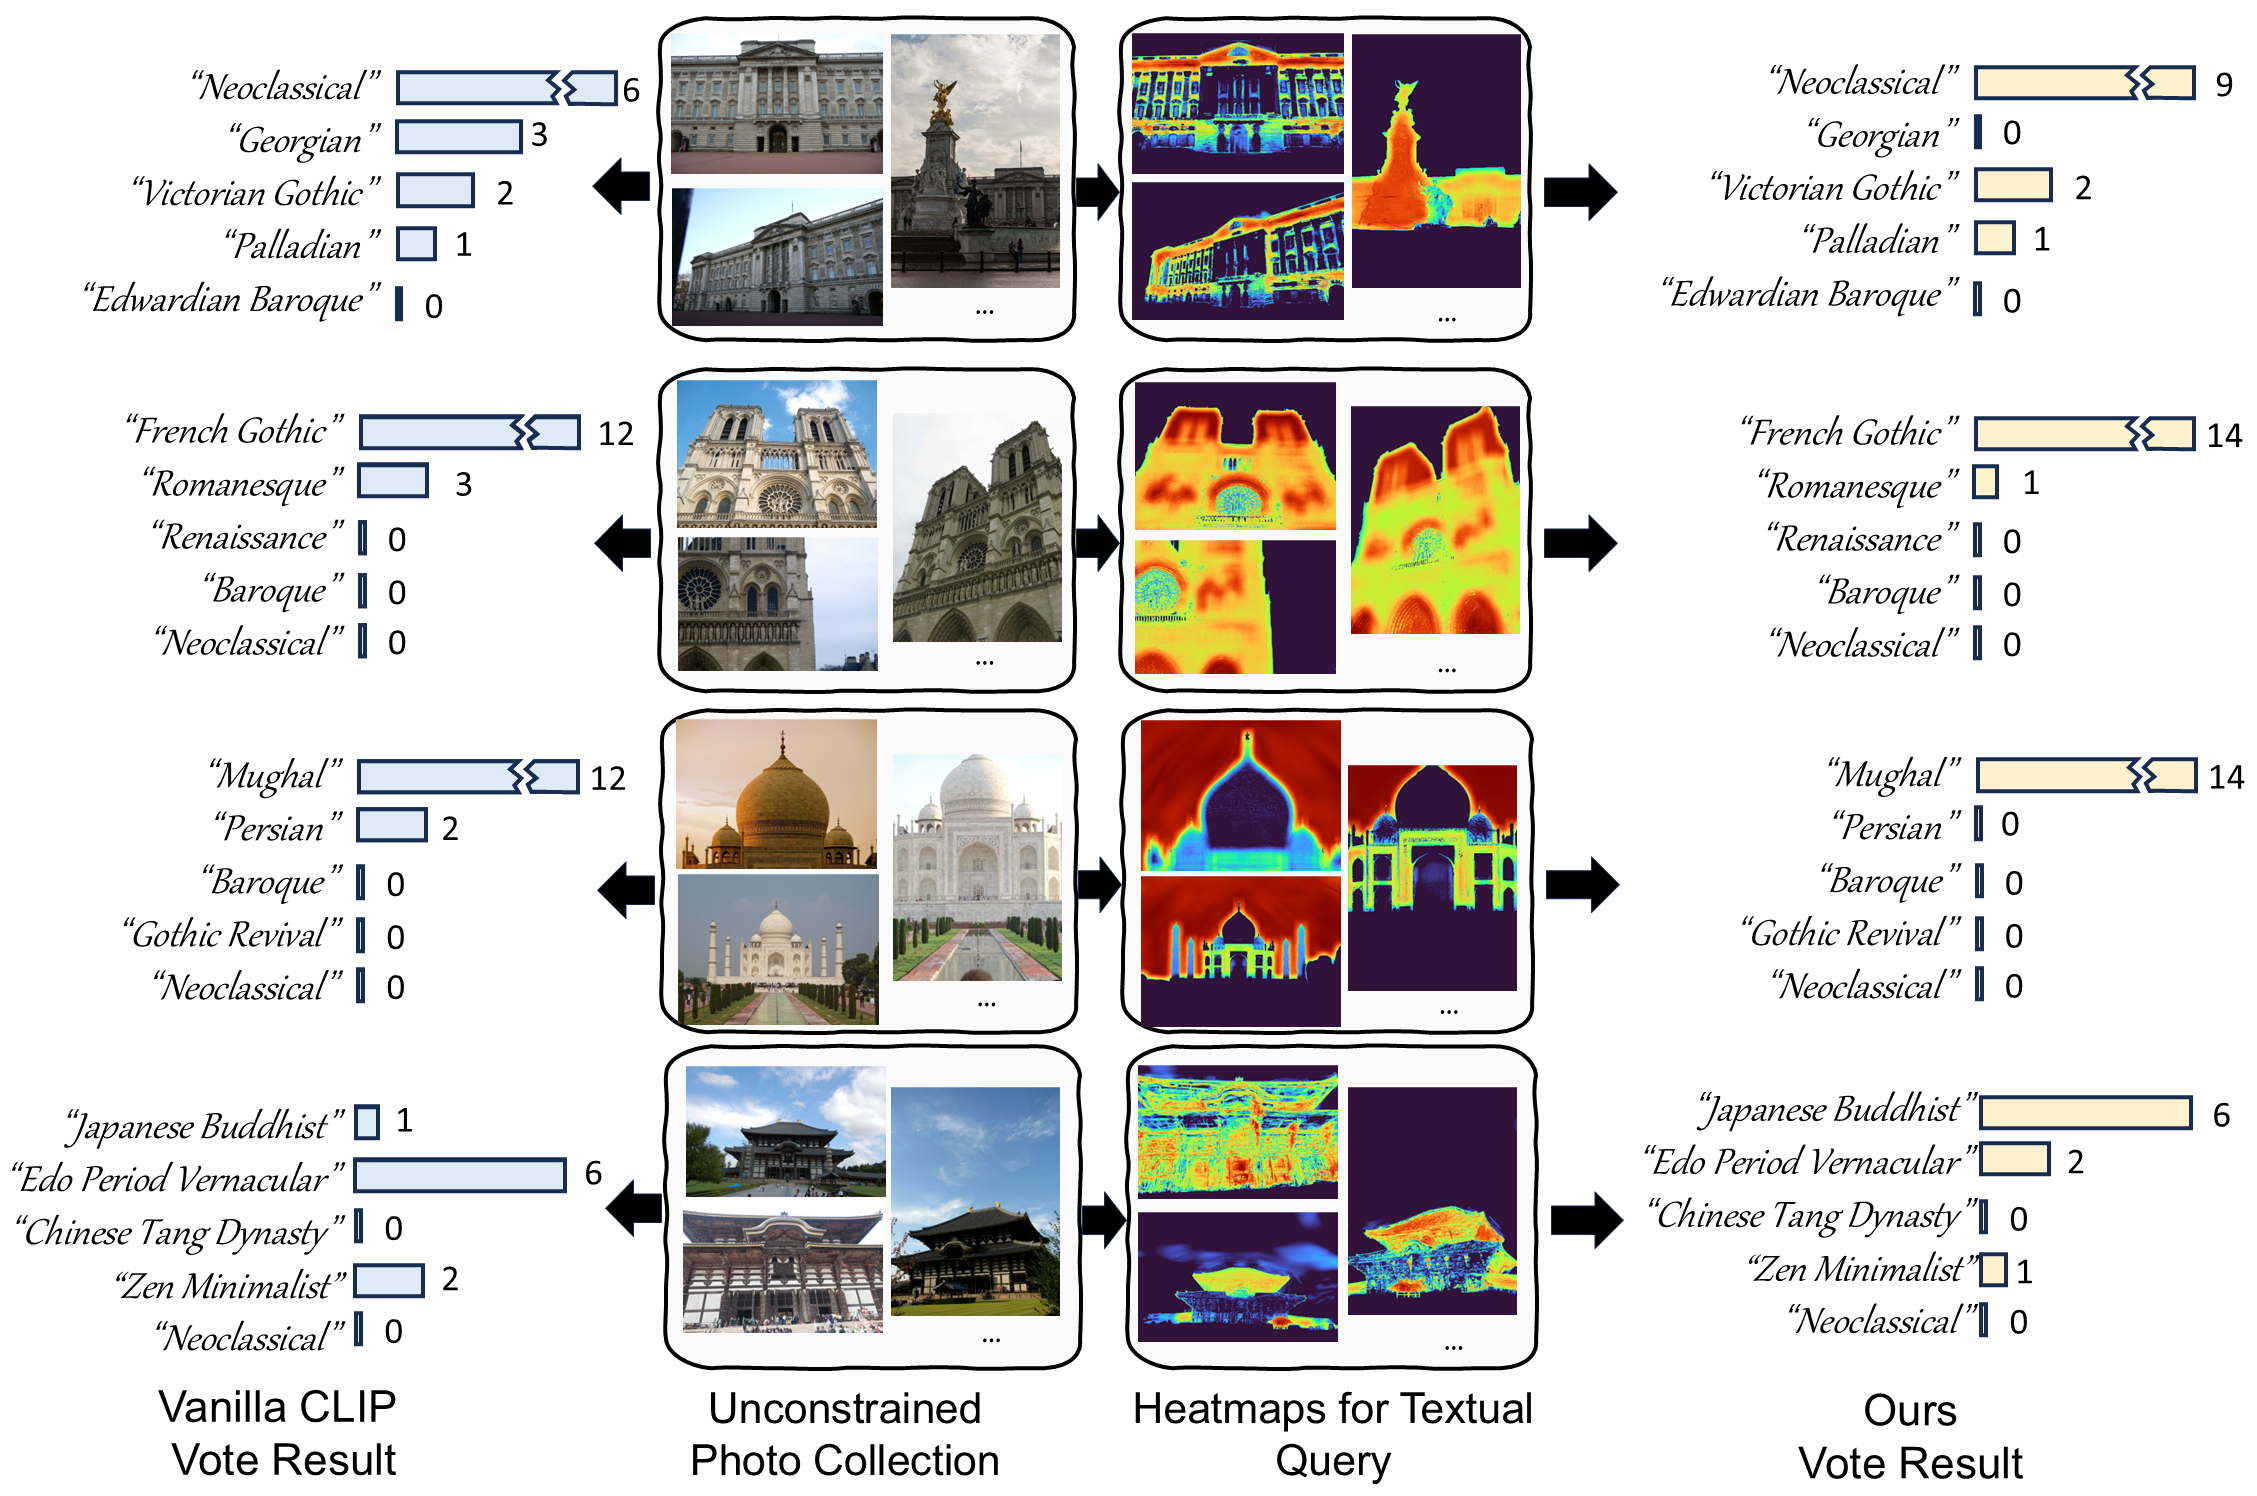 “Neoclassical” 6
“Georgian” 3
“Victorian Gothic” 2
“Palladian” 1
“Edwardian Baroque” 0
...
...
“Neoclassical” 9
“Georgian” 0
“Victorian Gothic” 2
“Palladian” 1
“Edwardian Baroque” 0
“French Gothic” 12
“Romanesque” 3
“Renaissance” 0
“Baroque” 0
“Neoclassical” 0
...
...
“French Gothic” 14
“Romanesque” 1
“Renaissance” 0
“Baroque” 0
“Neoclassical” 0
“Mughal” 12
“Persian” 2
“Baroque” 0
“Gothic Revival” 0
“Neoclassical” 0
...
...
“Mughal” 14
“Persian” 0
“Baroque” 0
“Gothic Revival” 0
“Neoclassical” 0
“Japanese Buddhist” 1
“Edo Period Vernacular” 6
“Chinese Tang Dynasty” 0
“Zen Minimalist” 2
“Neoclassical” 0
...
...
“Japanese Buddhist” 6
“Edo Period Vernacular” 2
“Chinese Tang Dynasty” 0
“Zen Minimalist” 1
“Neoclassical” 0
Vanilla CLIP
Vote Result
Unconstrained
Photo Collection
Heatmaps for Textual
Query
Ours
Vote Result